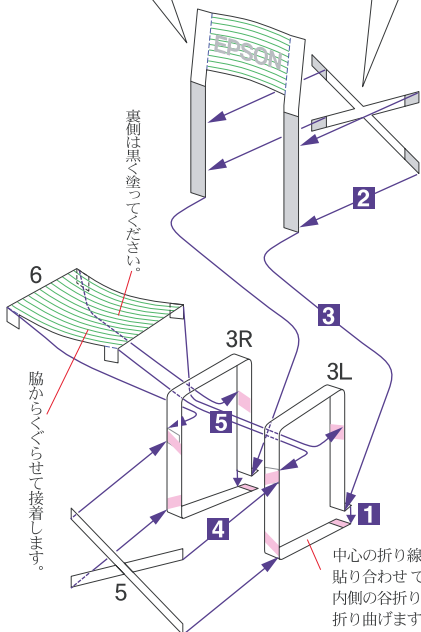 EPSON
裏側は黒く塗ってください。
2
6
3
3R
3L
5
脇からくぐらせて接着します。
1
4
5
中心の折り線
貼り合わせて
内側の谷折り
折り曲げます